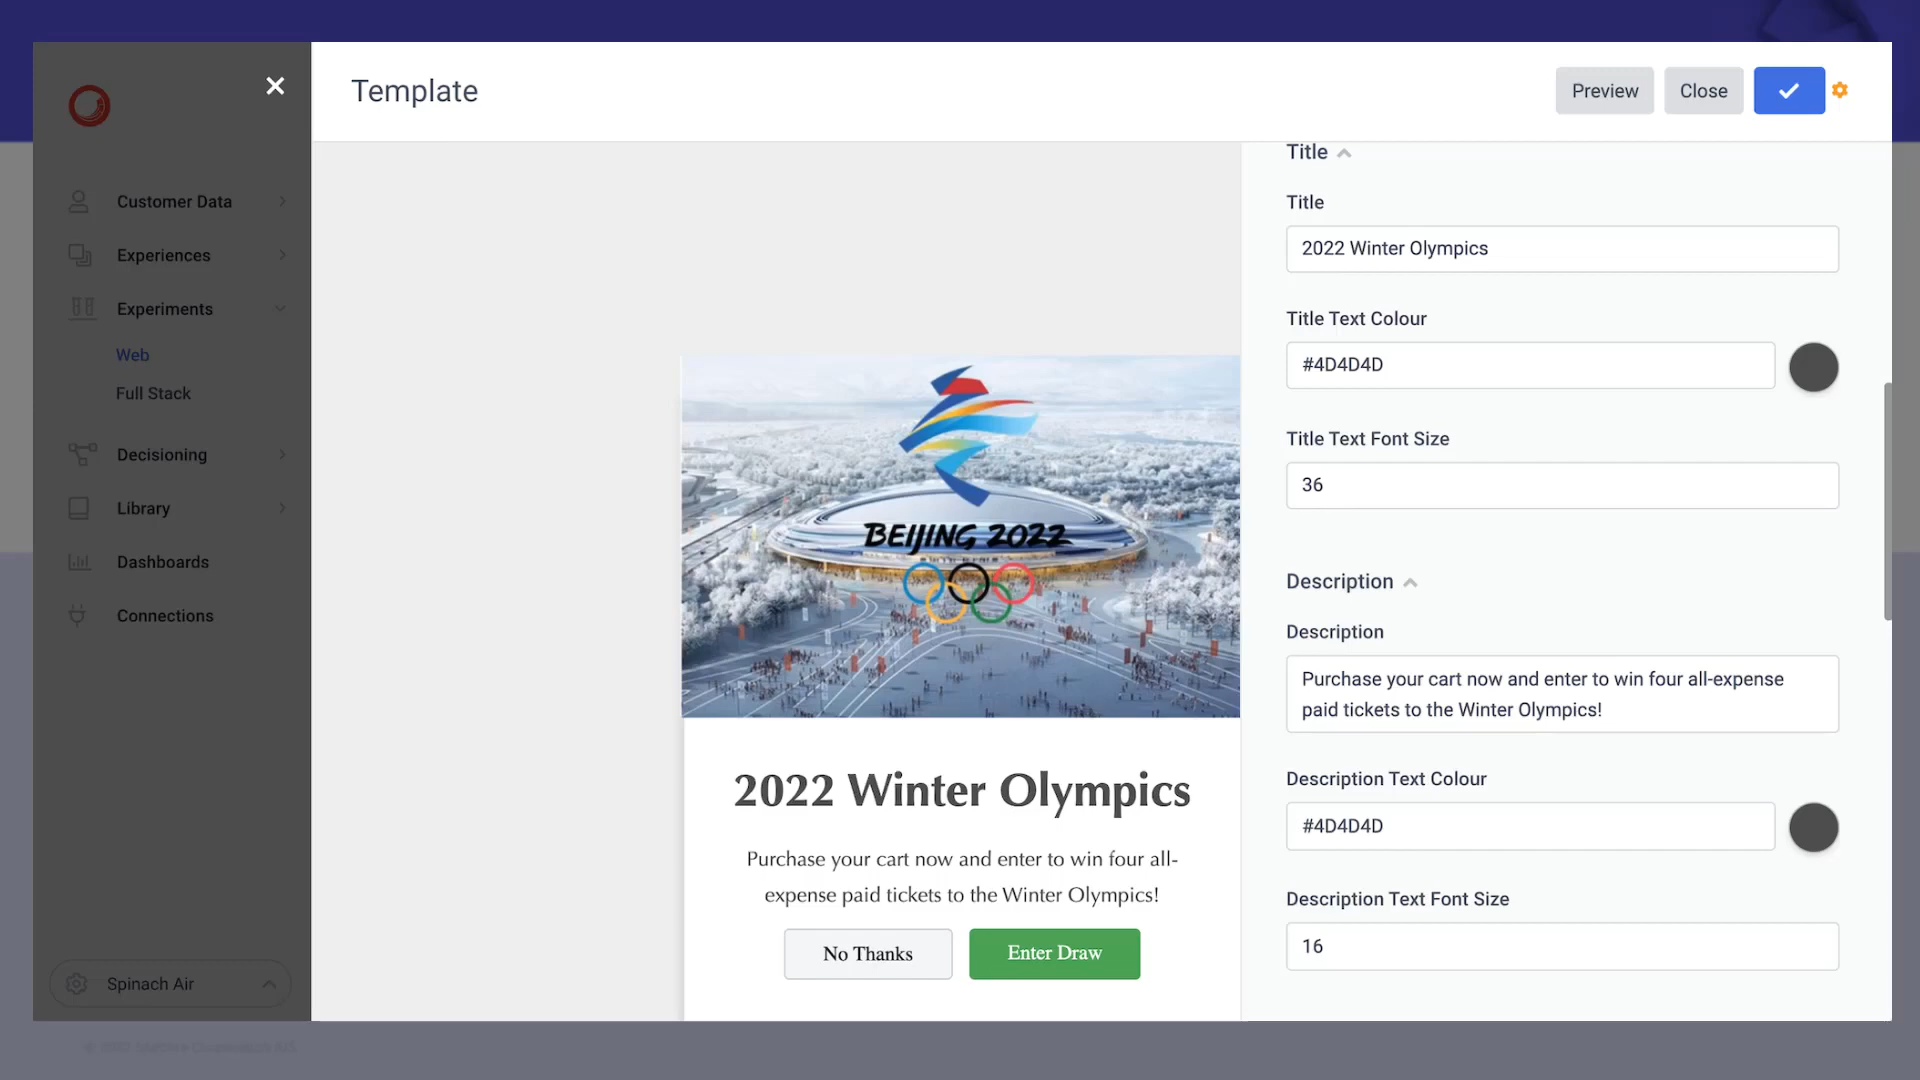 Template
Preview
Close
Customer Data
Experiences
Experiments
Web
Full Stack
Decisioning
Library
Dashboards
Connections
Spinach Air
BEIJING 2022
2022 Winter Olympics
Purchase your cart now and enter to win four all-
expense paid tickets to the Winter Olympics!
No Thanks
Enter Draw
Title
Title
2022 Winter Olympics
Title Text Colour
#4D4D4D
Title Text Font Size
36
Description
Description
Purchase your cart now and enter to win four all-expense
paid tickets to the Winter Olympics!
Description Text Colour
#4D4D4D
Description Text Font Size
16